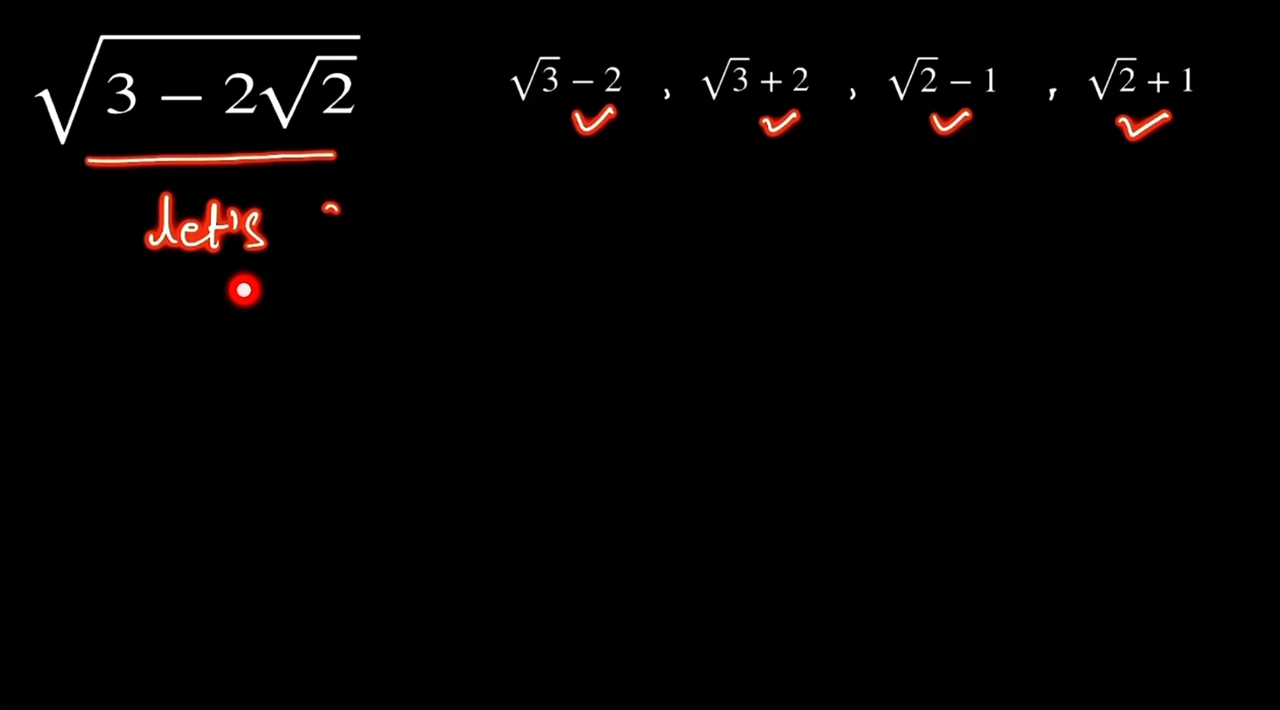 √(3 − 2√2) √3 − 2 , √3 + 2 , √2 − 1 , √2 + 1
let's